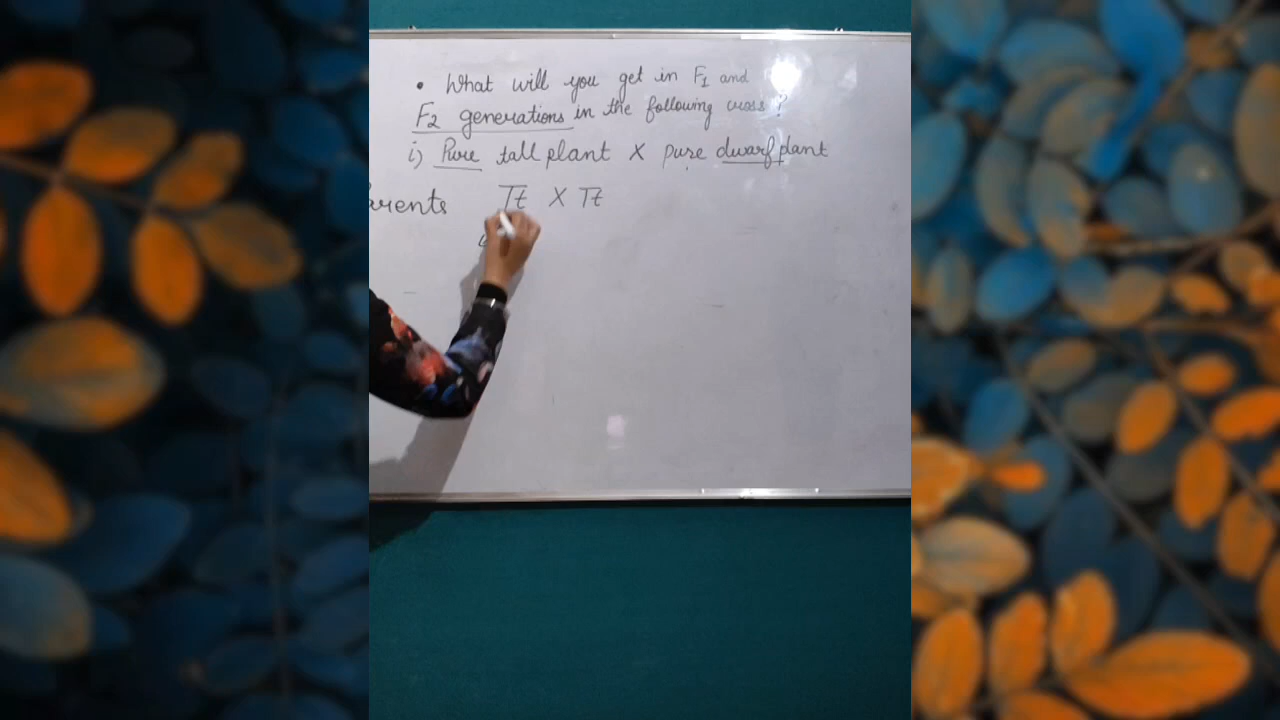 • What will you get in F1 and
F2 generations in the following cross ?
i) Pure tall plant X pure dwarf plant
arents Tt X Tt